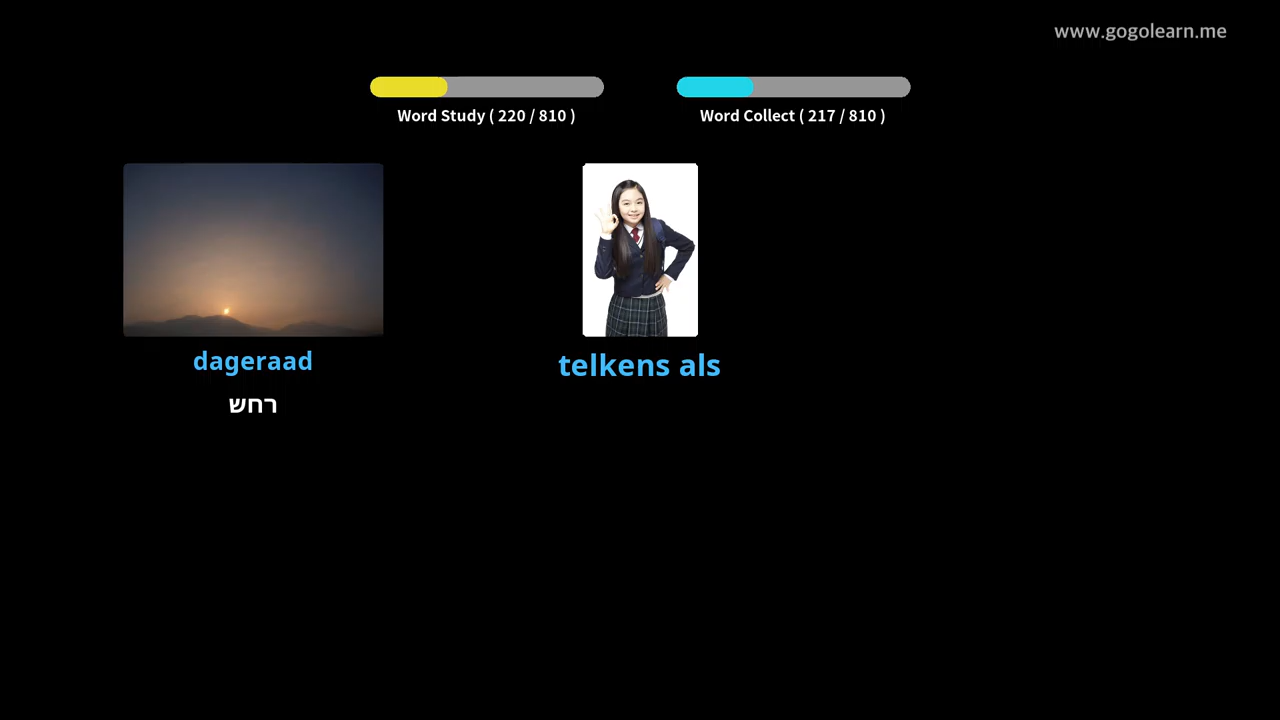 www.gogolearn.me
Word Study ( 220 / 810 )
Word Collect ( 217 / 810 )
dageraad
רחש
telkens als